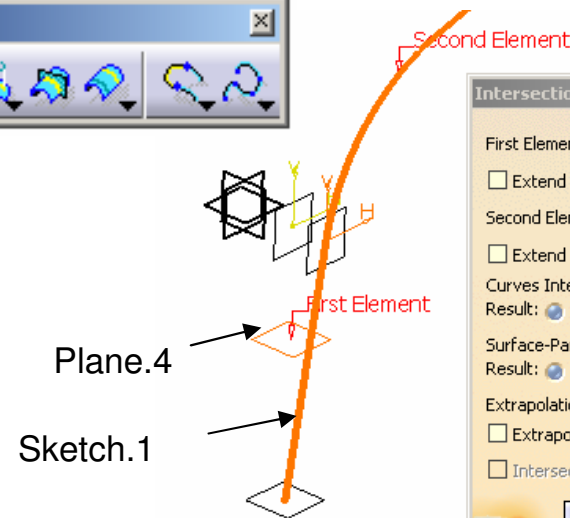 Second Element
Intersectio
First Elemen
Extend
Second Ele
Extend
Curves Inte
Result:
Surface-Pa
Result:
Extrapolatio
Extrapo
Intersec
Y
Y
H
First Element
Plane.4
Sketch.1